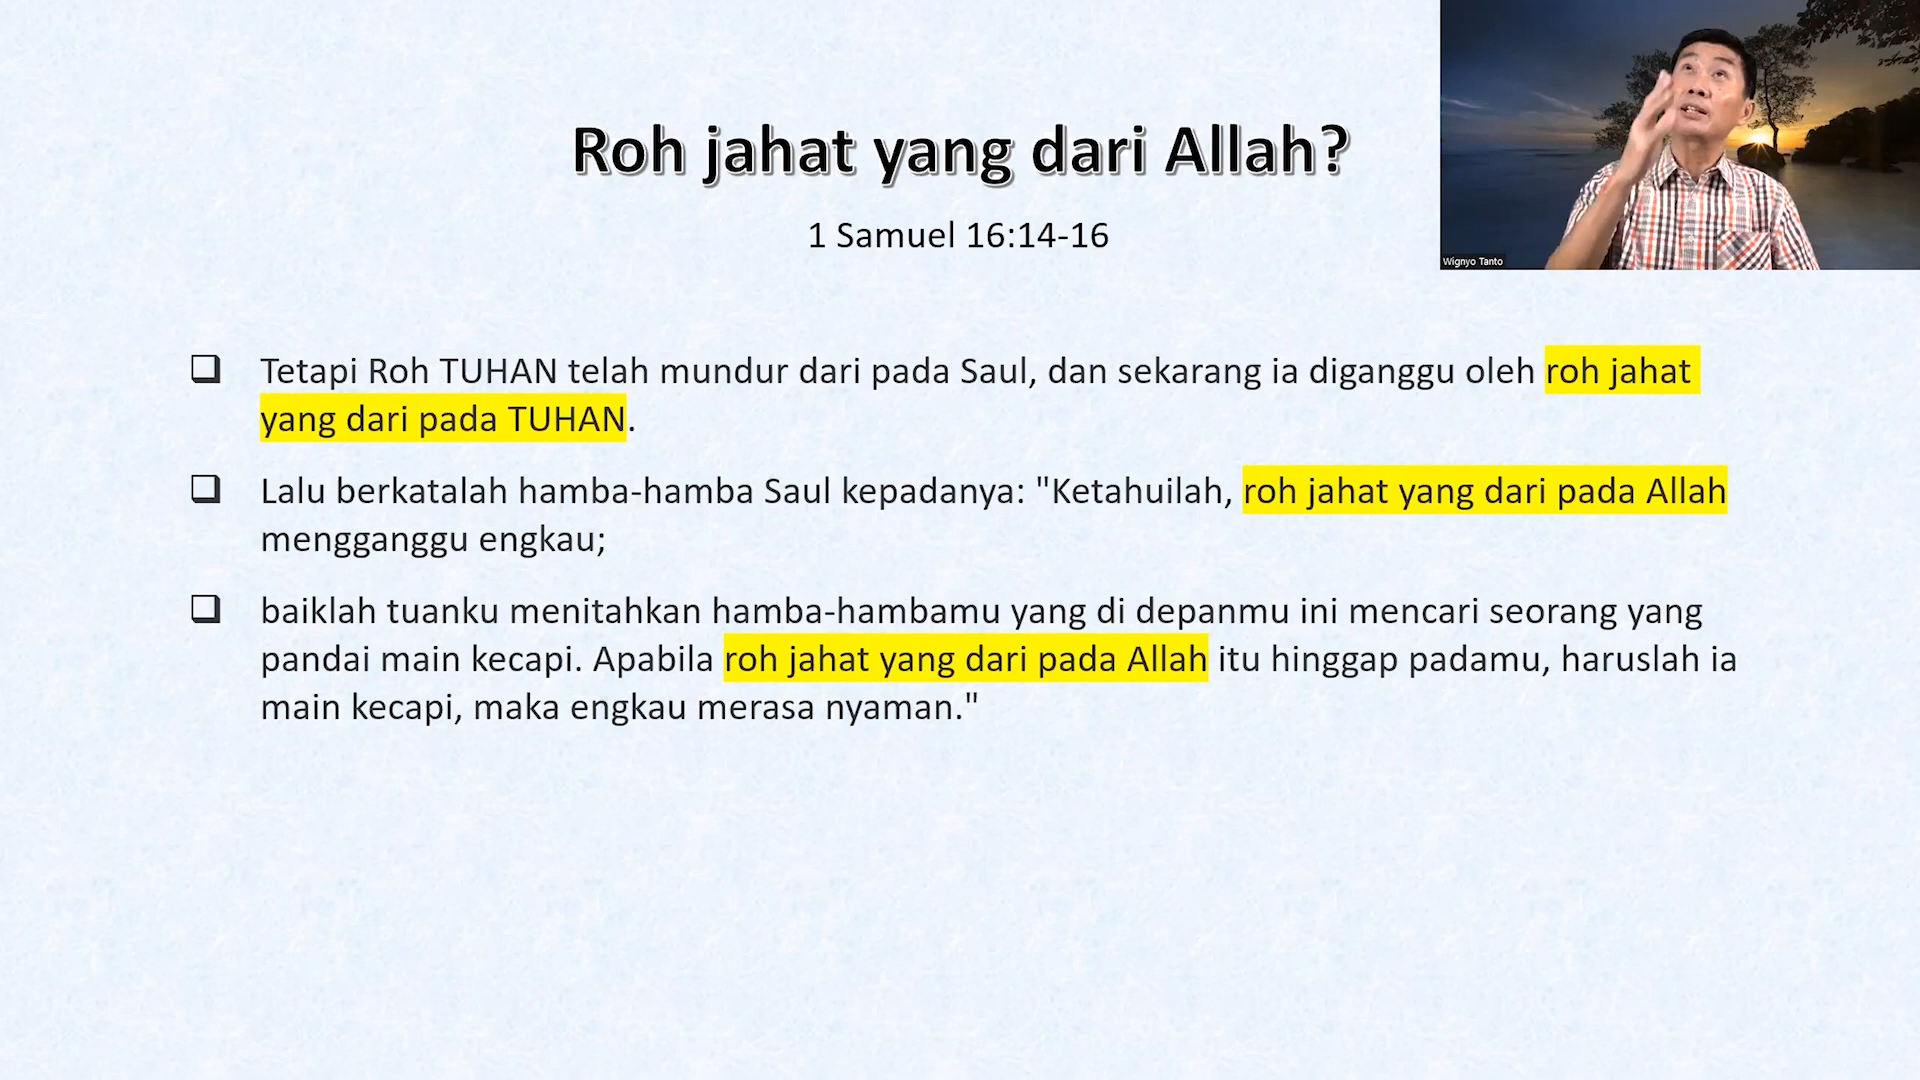 Roh jahat yang dari Allah?
1 Samuel 16:14-16
Wignyo Tanto
Tetapi Roh TUHAN telah mundur dari pada Saul, dan sekarang ia diganggu oleh roh jahat
yang dari pada TUHAN.
Lalu berkatalah hamba-hamba Saul kepadanya: "Ketahuilah, roh jahat yang dari pada Allah
mengganggu engkau;
baiklah tuanku menitahkan hamba-hambamu yang di depanmu ini mencari seorang yang
pandai main kecapi. Apabila roh jahat yang dari pada Allah itu hinggap padamu, haruslah ia
main kecapi, maka engkau merasa nyaman."